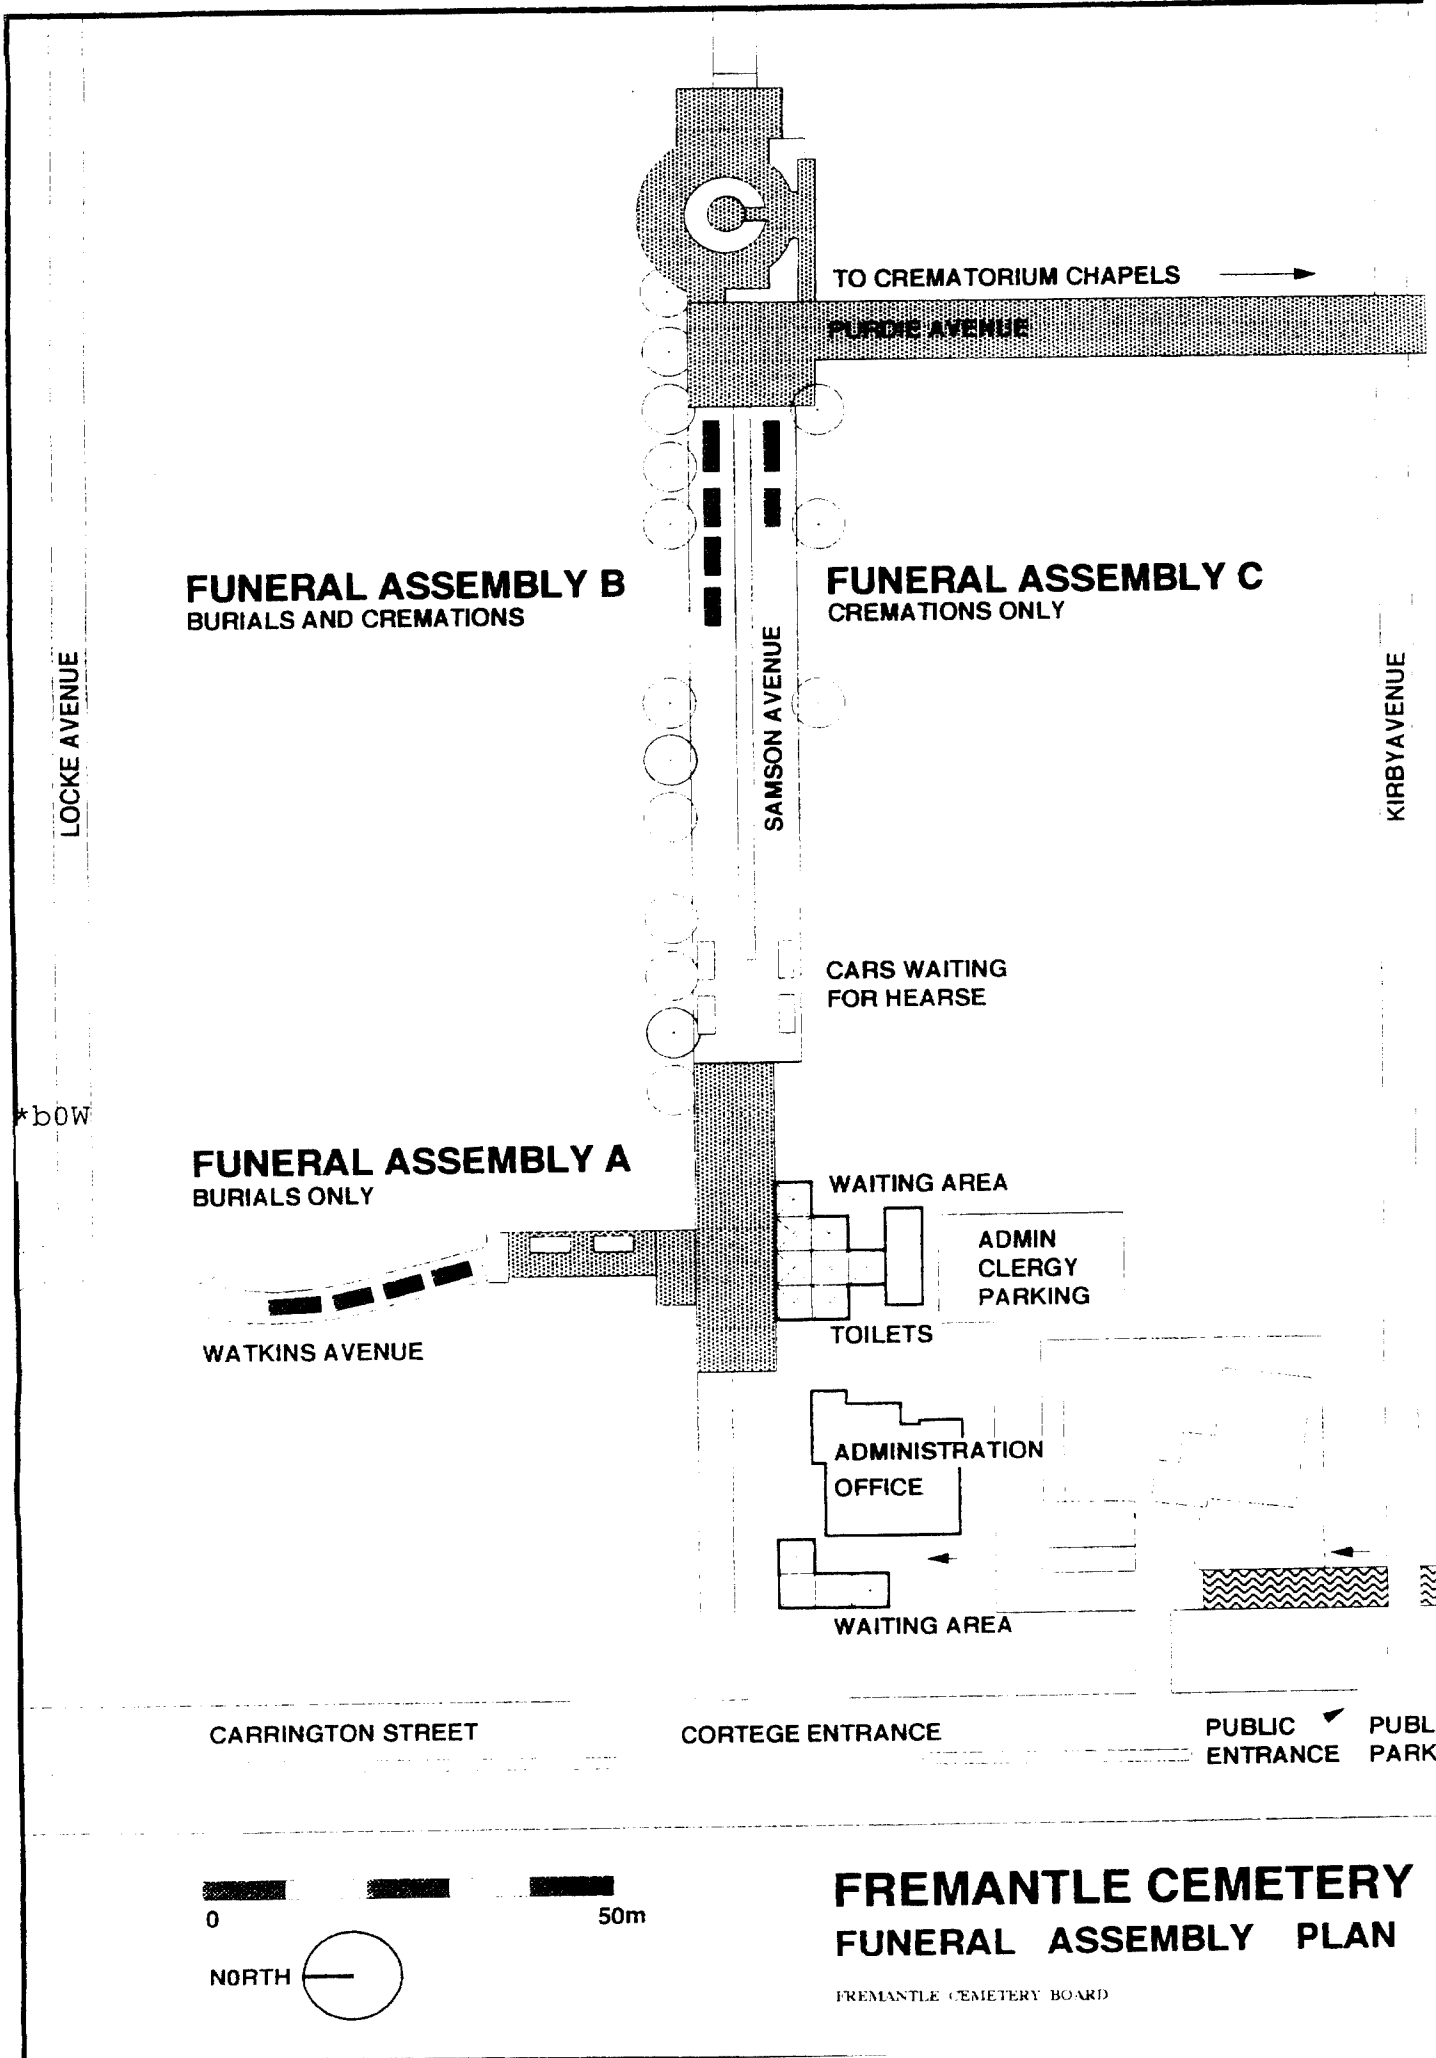 TO CREMATORIUM CHAPELS
PURDIE AVENUE
FUNERAL ASSEMBLY B
BURIALS AND CREMATIONS
FUNERAL ASSEMBLY C
CREMATIONS ONLY
LOCKE AVENUE
SAMSON AVENUE
KIRBY AVENUE
CARS WAITING
FOR HEARSE
*b0W
FUNERAL ASSEMBLY A
BURIALS ONLY
WAITING AREA
ADMIN
CLERGY
PARKING
TOILETS
WATKINS AVENUE
ADMINISTRATION
OFFICE
WAITING AREA
CARRINGTON STREET
CORTEGE ENTRANCE
PUBLIC
ENTRANCE
PUBL
PARK
0
50m
NORTH
FREMANTLE CEMETERY
FUNERAL ASSEMBLY PLAN
FREMANTLE CEMETERY BOARD